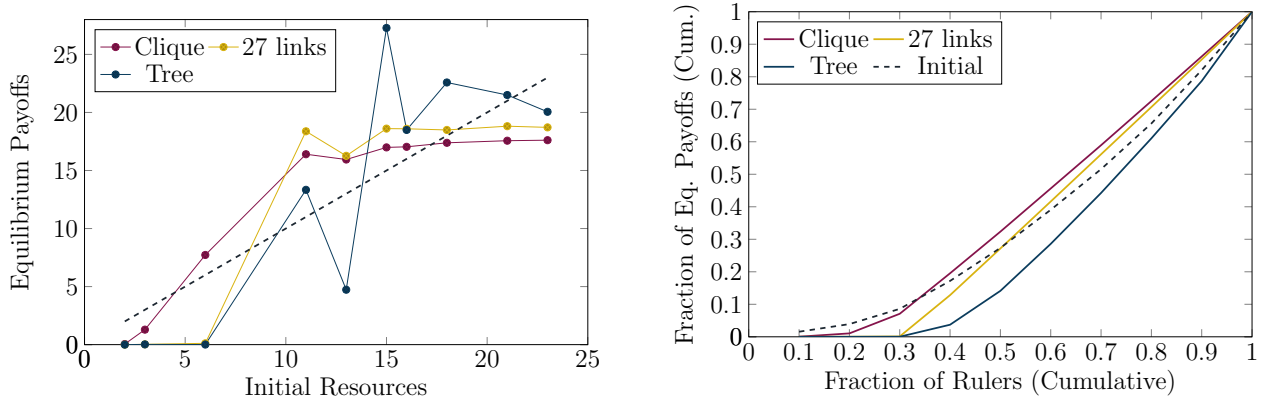 Clique
27 links
Tree
Equilibrium Payoffs
25
20
15
10
5
0
0 5 10 15 20 25
Initial Resources
Clique
27 links
Tree
Initial
Fraction of Eq. Payoffs (Cum.)
1
0.9
0.8
0.7
0.6
0.5
0.4
0.3
0.2
0.1
0
0 0.1 0.2 0.3 0.4 0.5 0.6 0.7 0.8 0.9 1
Fraction of Rulers (Cumulative)